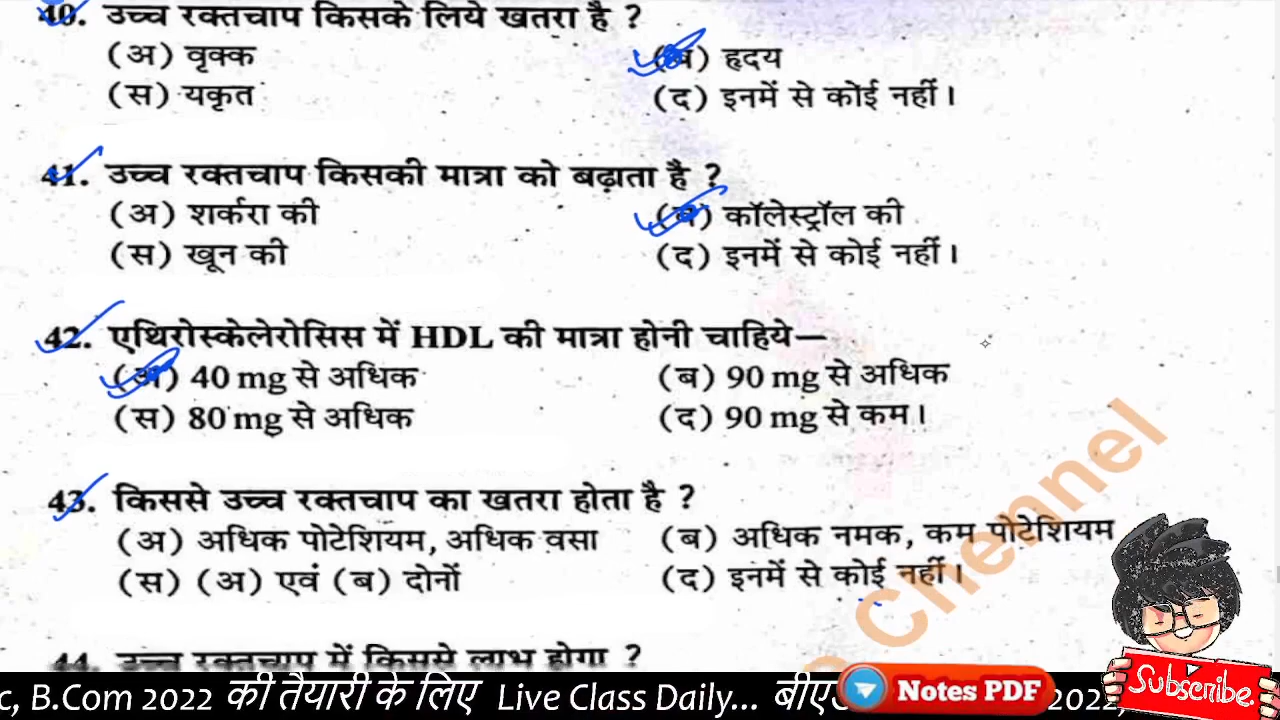 40. उच्च रक्तचाप किसके लिये खतरा है ?
(अ) वृक्क (ब) हृदय
(स) यकृत (द) इनमें से कोई नहीं।
41. उच्च रक्तचाप किसकी मात्रा को बढ़ाता है ?
(अ) शर्करा की (ब) कॉलेस्ट्रॉल की
(स) खून की (द) इनमें से कोई नहीं।
42. एथिरोस्केलेरोसिस में HDL की मात्रा होनी चाहिये—
(अ) 40 mg से अधिक (ब) 90 mg से अधिक
(स) 80 mg से अधिक (द) 90 mg से कम।
43. किससे उच्च रक्तचाप का खतरा होता है ?
(अ) अधिक पोटेशियम, अधिक वसा (ब) अधिक नमक, कम पोटेशियम
(स) (अ) एवं (ब) दोनों (द) इनमें से कोई नहीं।
Chennel
44. उच्च रक्तचाप में किससे लाभ होगा ?
c, B.Com 2022 की तैयारी के लिए Live Class Daily... बीए Notes PDF 2022
Subscribe